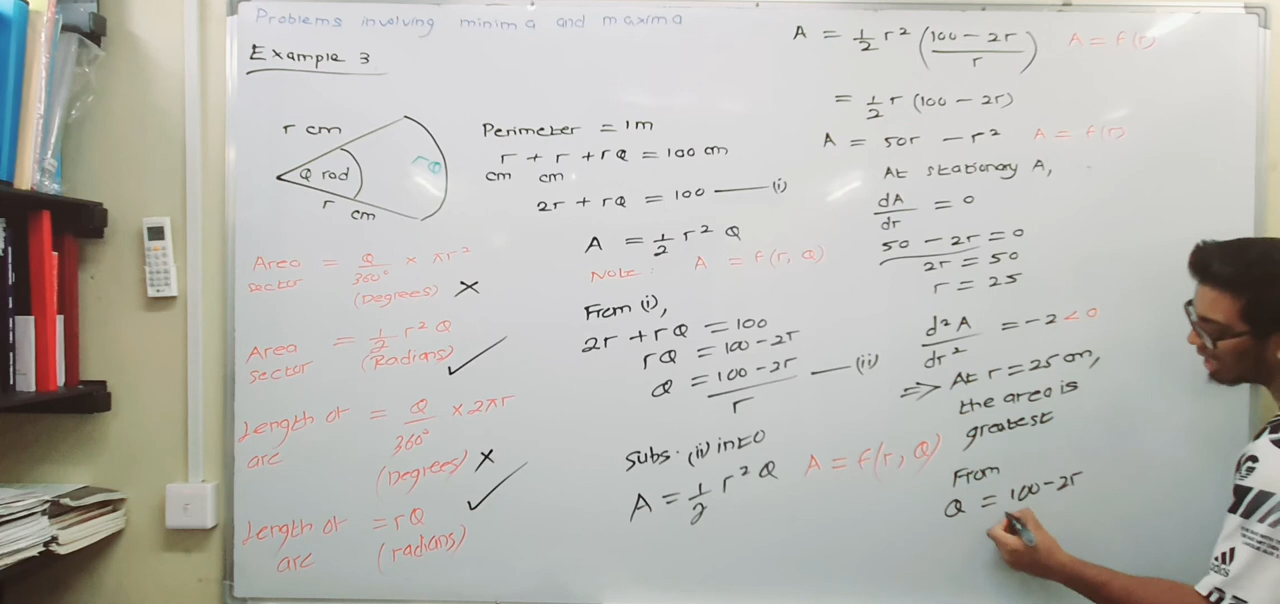 Problems involving minima and maxima
Example 3
r cm
θ rad
rθ
r cm
Area sector = θ/360° × πr²
(Degrees) ×
Area sector = 1/2 r² θ
(Radians) ✓
Length of arc = θ/360° × 2πr
(Degrees) ×
Length of arc = rθ
(radians) ✓
Perimeter = 1m
r + r + rθ = 100 cm
cm cm
2r + rθ = 100 —— (i)
A = 1/2 r² θ
Note: A = f(r, θ)
From (i),
2r + rθ = 100
rθ = 100 - 2r
θ = (100 - 2r)/r —— (ii)
Subs. (ii) into
A = 1/2 r² θ A = f(r, θ)
A = 1/2 r² ((100 - 2r)/r) A = f(r)
= 1/2 r (100 - 2r)
A = 50r - r² A = f(r)
At stationary A,
dA/dr = 0
50 - 2r = 0
2r = 50
r = 25
d²A/dr² = -2 < 0
⇒ At r = 25 cm,
the area is
greatest
From
θ = 100 - 2r
adidas